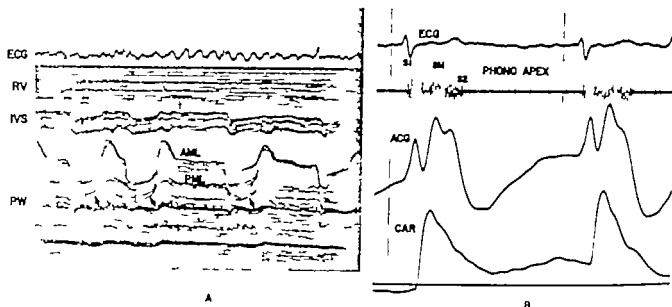 ECG
RV
IVS
AML
PML
PW
A
ECG
S1
SM
S2
PHONO APEX
ACG
CAR
B